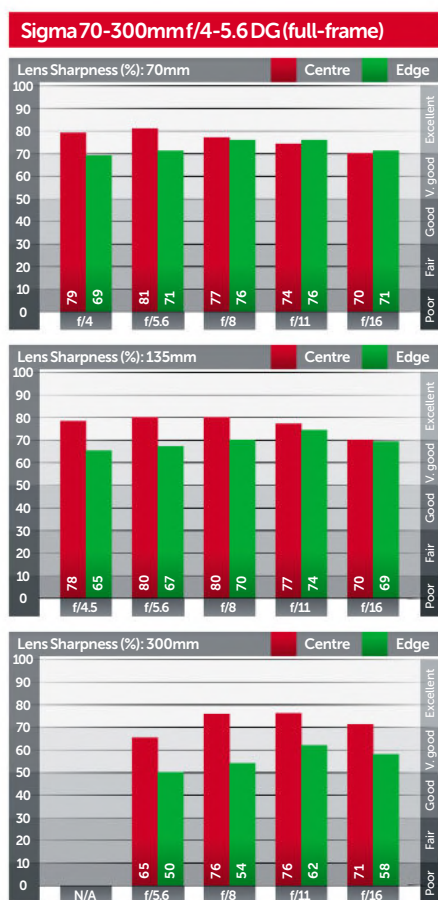 Sigma 70-300mm f/4-5.6 DG (full-frame)
Lens Sharpness (%): 70mm Centre Edge
100
90
80
70
60
50
40
30
20
10
0
Excellent
V. good
Good
Fair
Poor
79 69 81 71 77 76 74 76 70 71
f/4 f/5.6 f/8 f/11 f/16
Lens Sharpness (%): 135mm Centre Edge
100
90
80
70
60
50
40
30
20
10
0
Excellent
V. good
Good
Fair
Poor
78 65 80 67 80 70 77 74 70 69
f/4.5 f/5.6 f/8 f/11 f/16
Lens Sharpness (%): 300mm Centre Edge
100
90
80
70
60
50
40
30
20
10
0
Excellent
V. good
Good
Fair
Poor
65 50 76 54 76 62 71 58
N/A f/5.6 f/8 f/11 f/16